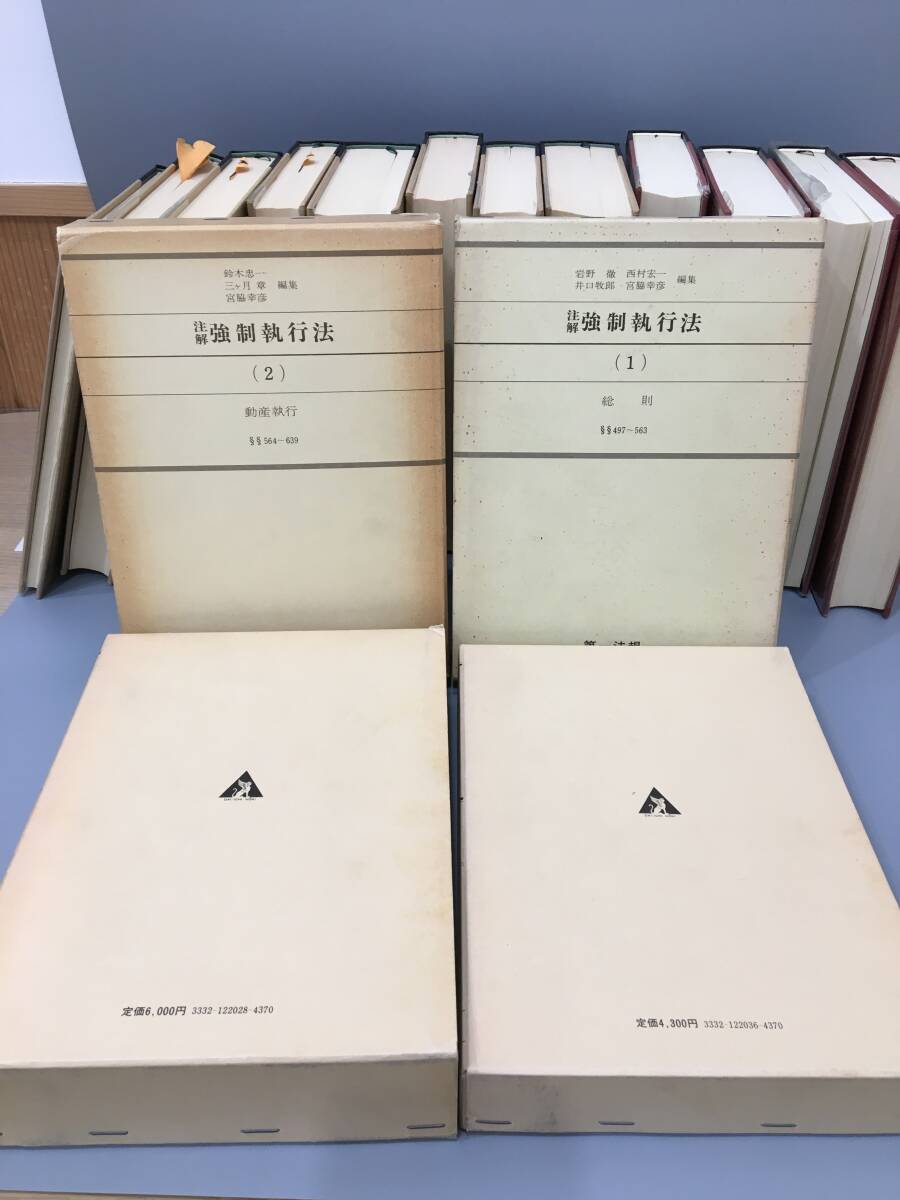 鈴木忠一
三ヶ月 章 編集
宮脇幸彦
注解 強制執行法
(2)
動産執行
§§564〜639
岩野 徹 西村宏一
井口牧郎 宮脇幸彦 編集
注解 強制執行法
(1)
総 則
§§497〜563
第一法規
定価6,000円 3332-122028-4370
定価4,300円 3332-122036-4370